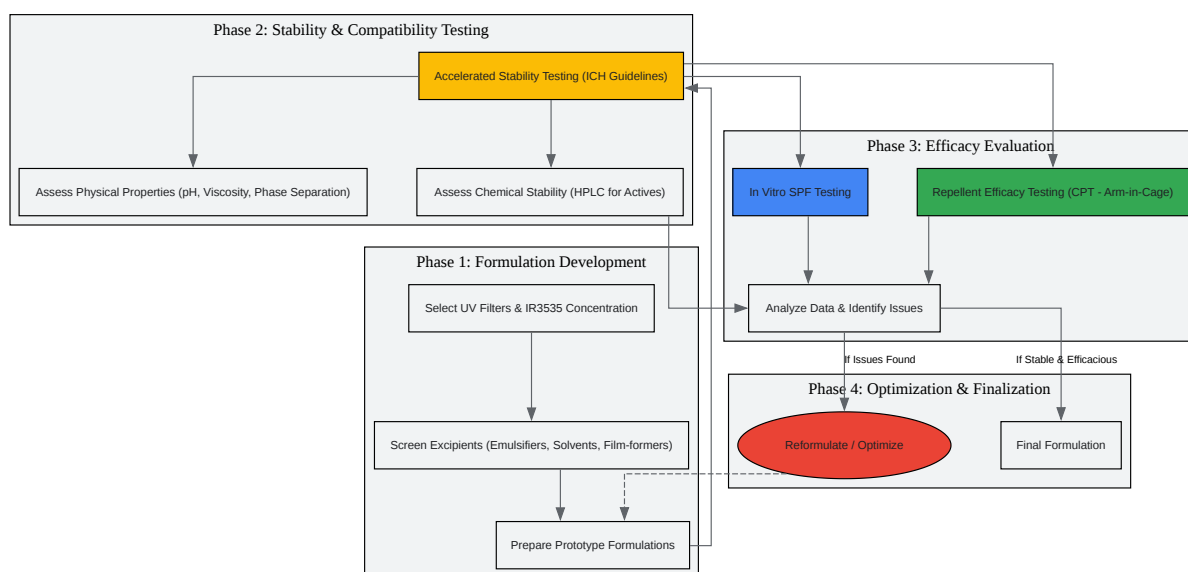 Phase 2: Stability & Compatibility Testing
Accelerated Stability Testing (ICH Guidelines)
Assess Physical Properties (pH, Viscosity, Phase Separation)
Assess Chemical Stability (HPLC for Actives)
Phase 3: Efficacy Evaluation
In Vitro SPF Testing
Repellent Efficacy Testing (CPT - Arm-in-Cage)
Analyze Data & Identify Issues
Phase 1: Formulation Development
Select UV Filters & IR3535 Concentration
Screen Excipients (Emulsifiers, Solvents, Film-formers)
Prepare Prototype Formulations
If Issues Found
If Stable & Efficacious
Phase 4: Optimization & Finalization
Reformulate / Optimize
Final Formulation